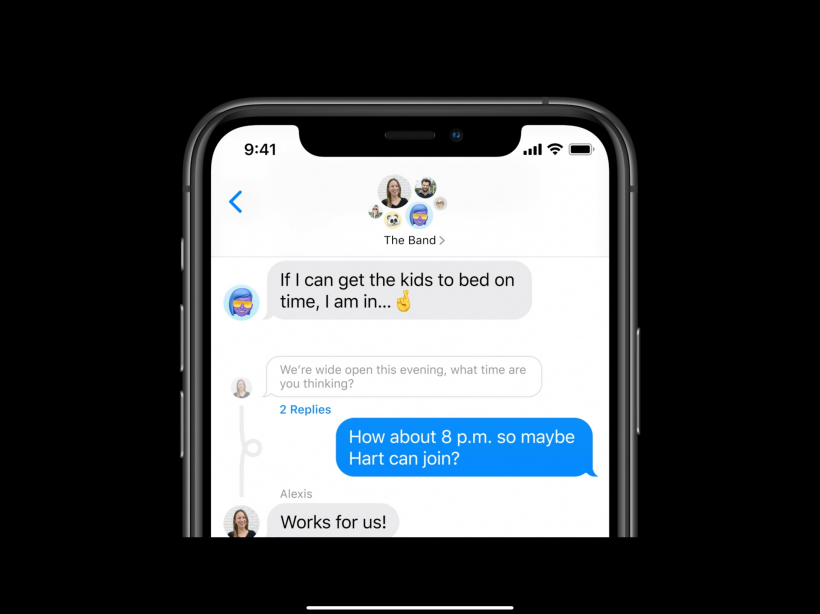 9:41
The Band
If I can get the kids to bed on
time, I am in...🤞
We’re wide open this evening, what time are
you thinking?
2 Replies
How about 8 p.m. so maybe
Hart can join?
Alexis
Works for us!